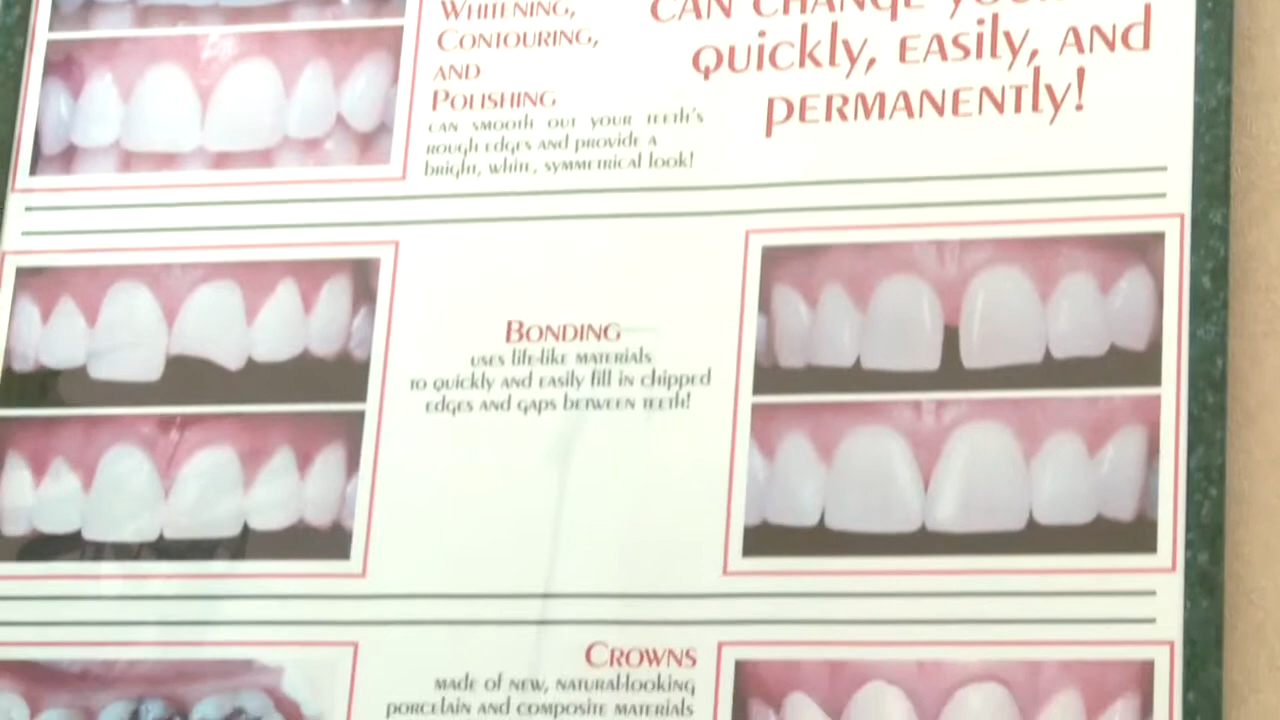 WHITENING,
CONTOURING,
AND
POLISHING
CAN SMOOTH OUT YOUR TEETH'S
ROUGH EDGES AND PROVIDE A
BRIGHT, WHITE, SYMMETRICAL LOOK!
CAN CHANGE
QUICKLY, EASILY, AND
PERMANENTLY!
BONDING
USES LIFE-LIKE MATERIALS
TO QUICKLY AND EASILY FILL IN CHIPPED
EDGES AND GAPS BETWEEN TEETH!
CROWNS
MADE OF NEW, NATURAL-LOOKING
PORCELAIN AND COMPOSITE MATERIALS